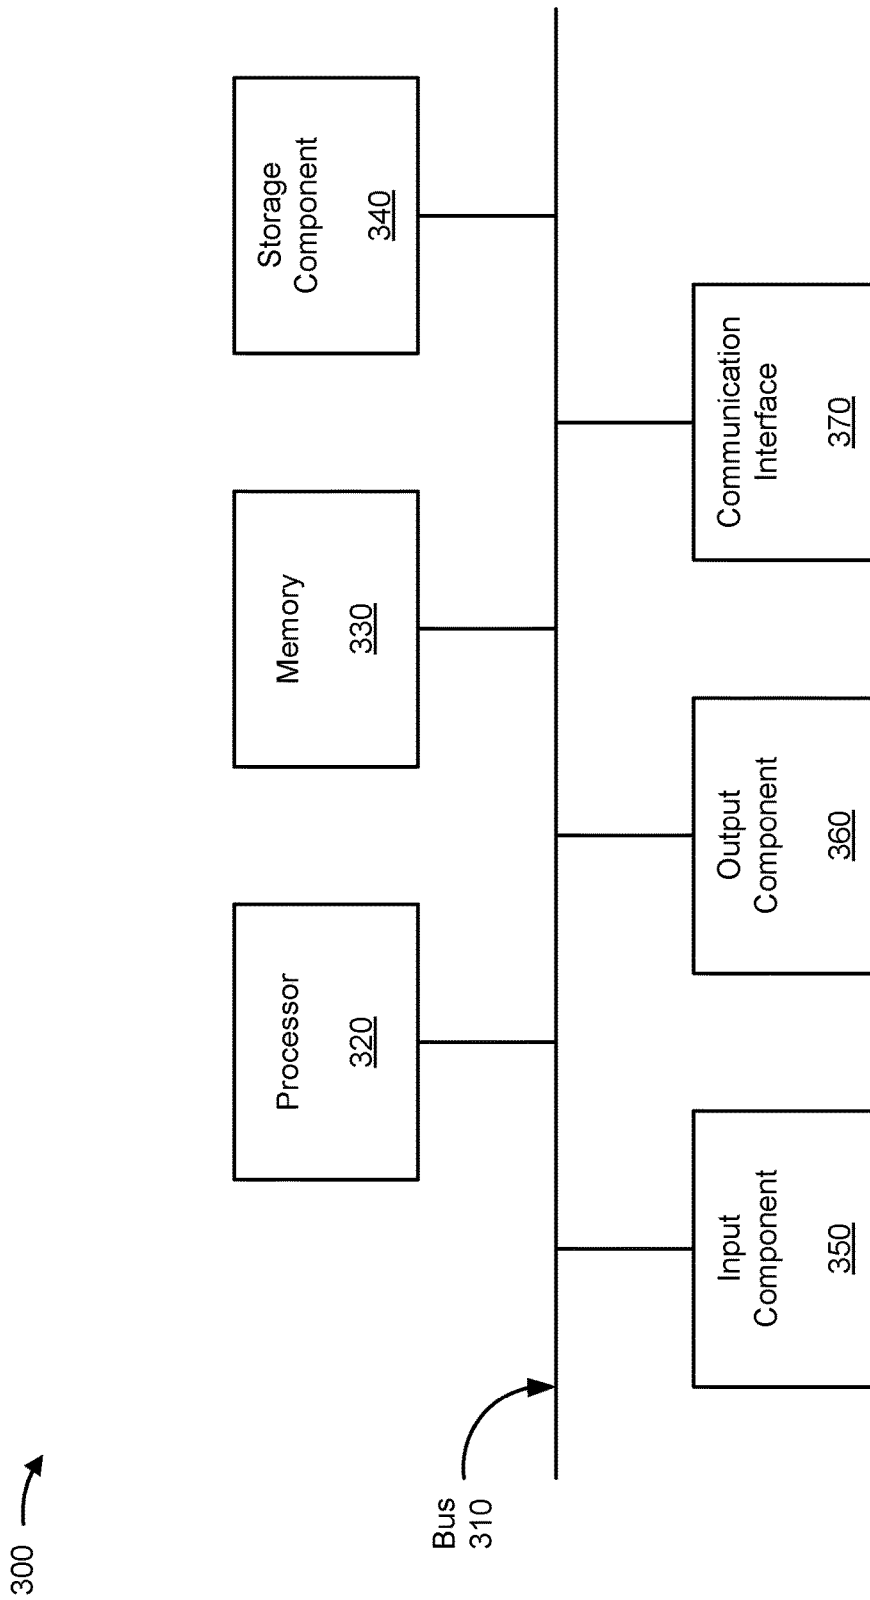 300
Processor
320
Memory
330
Storage
Component
340
Bus
310
Input
Component
350
Output
Component
360
Communication
Interface
370